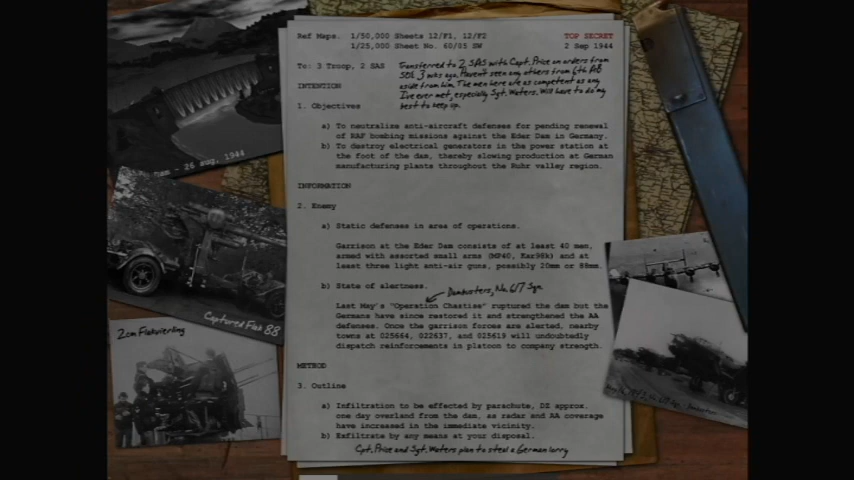 Ref Maps. 1/50,000 Sheets 12/F1, 12/F2
TOP SECRET
1/25,000 Sheet No. 60/85 SW
2 Sep 1944
To: 3 Troop, 2 SAS
Transferred to 2 SAS with Capt. Price on orders from
SOE, 3 wks ago. Haven't seen any others from 6th AB
aside from him. The men here are as competent as any
I've ever met, especially Sgt. Waters. Will have to do my
best to keep up.
INTENTION
1. Objectives
a) To neutralize anti-aircraft defenses for pending renewal
of RAF bombing missions against the Eder Dam in Germany.
b) To destroy electrical generators in the power station at
the foot of the dam, thereby slowing production at German
manufacturing plants throughout the Ruhr valley region.
INFORMATION
2. Enemy
a) Static defenses in area of operations.
Garrison at the Eder Dam consists of at least 40 men,
armed with assorted small arms (MP40, Kar98k) and at
least three light anti-air guns, possibly 20mm or 88mm.
b) State of alertness.
Dambusters, No. 617 Sqn
Last May's "Operation Chastise" ruptured the dam but the
Germans have since restored it and strengthened the AA
defenses. Once the garrison forces are alerted, nearby
towns at 025664, 022637, and 025619 will undoubtedly
dispatch reinforcements in platoon to company strength.
METHOD
3. Outline
a) Infiltration to be effected by parachute, DZ approx.
one day overland from the dam, as radar and AA coverage
have increased in the immediate vicinity.
b) Exfiltrate by any means at your disposal.
Cpt. Price and Sgt. Waters plan to steal a German lorry
26 aug, 1944
Captured Flak 88
2cm Flakvierling